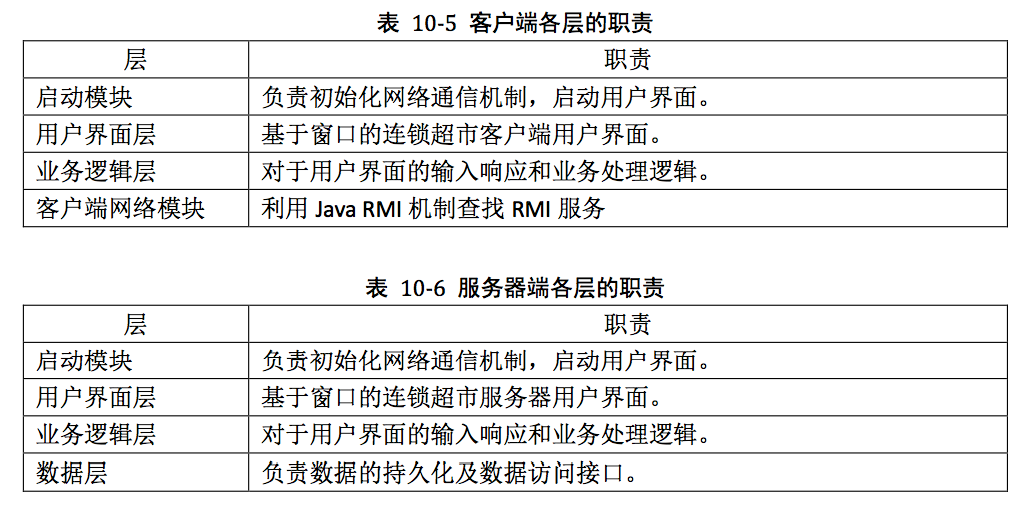 表 10-5 客户端各层的职责
层 职责
启动模块 负责初始化网络通信机制，启动用户界面。
用户界面层 基于窗口的连锁超市客户端用户界面。
业务逻辑层 对于用户界面的输入响应和业务处理逻辑。
客户端网络模块 利用 Java RMI 机制查找 RMI 服务
表 10-6 服务器端各层的职责
层 职责
启动模块 负责初始化网络通信机制，启动用户界面。
用户界面层 基于窗口的连锁超市服务器用户界面。
业务逻辑层 对于用户界面的输入响应和业务处理逻辑。
数据层 负责数据的持久化及数据访问接口。